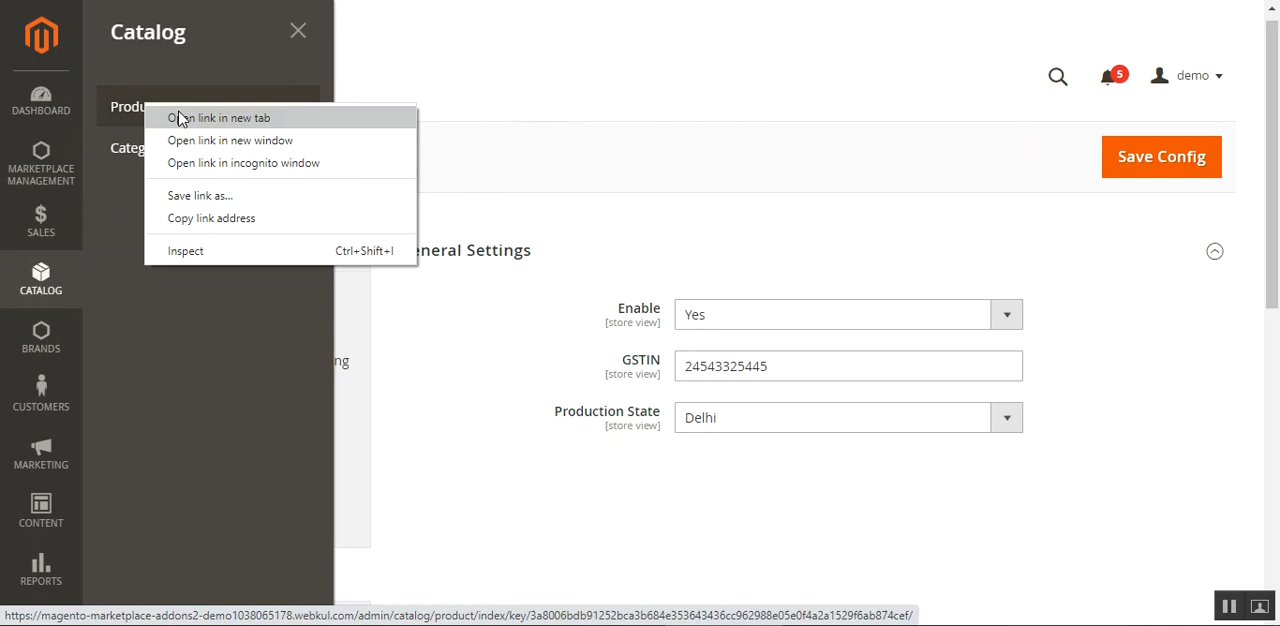 Catalog
DASHBOARD
MARKETPLACE
MANAGEMENT
SALES
CATALOG
BRANDS
CUSTOMERS
MARKETING
CONTENT
REPORTS
Produ
Categ
Open link in new tab
Open link in new window
Open link in incognito window
Save link as...
Copy link address
Inspect Ctrl+Shift+I
5
demo
Save Config
eneral Settings
ng
Enable
[store view]
Yes
GSTIN
[store view]
24543325445
Production State
[store view]
Delhi
https://magento-marketplace-addons2-demo1038065178.webkul.com/admin/catalog/product/index/key/3a8006bdb91252bca3b684e353643436cc962988e05e0f4a2a1529f6ab874cef/